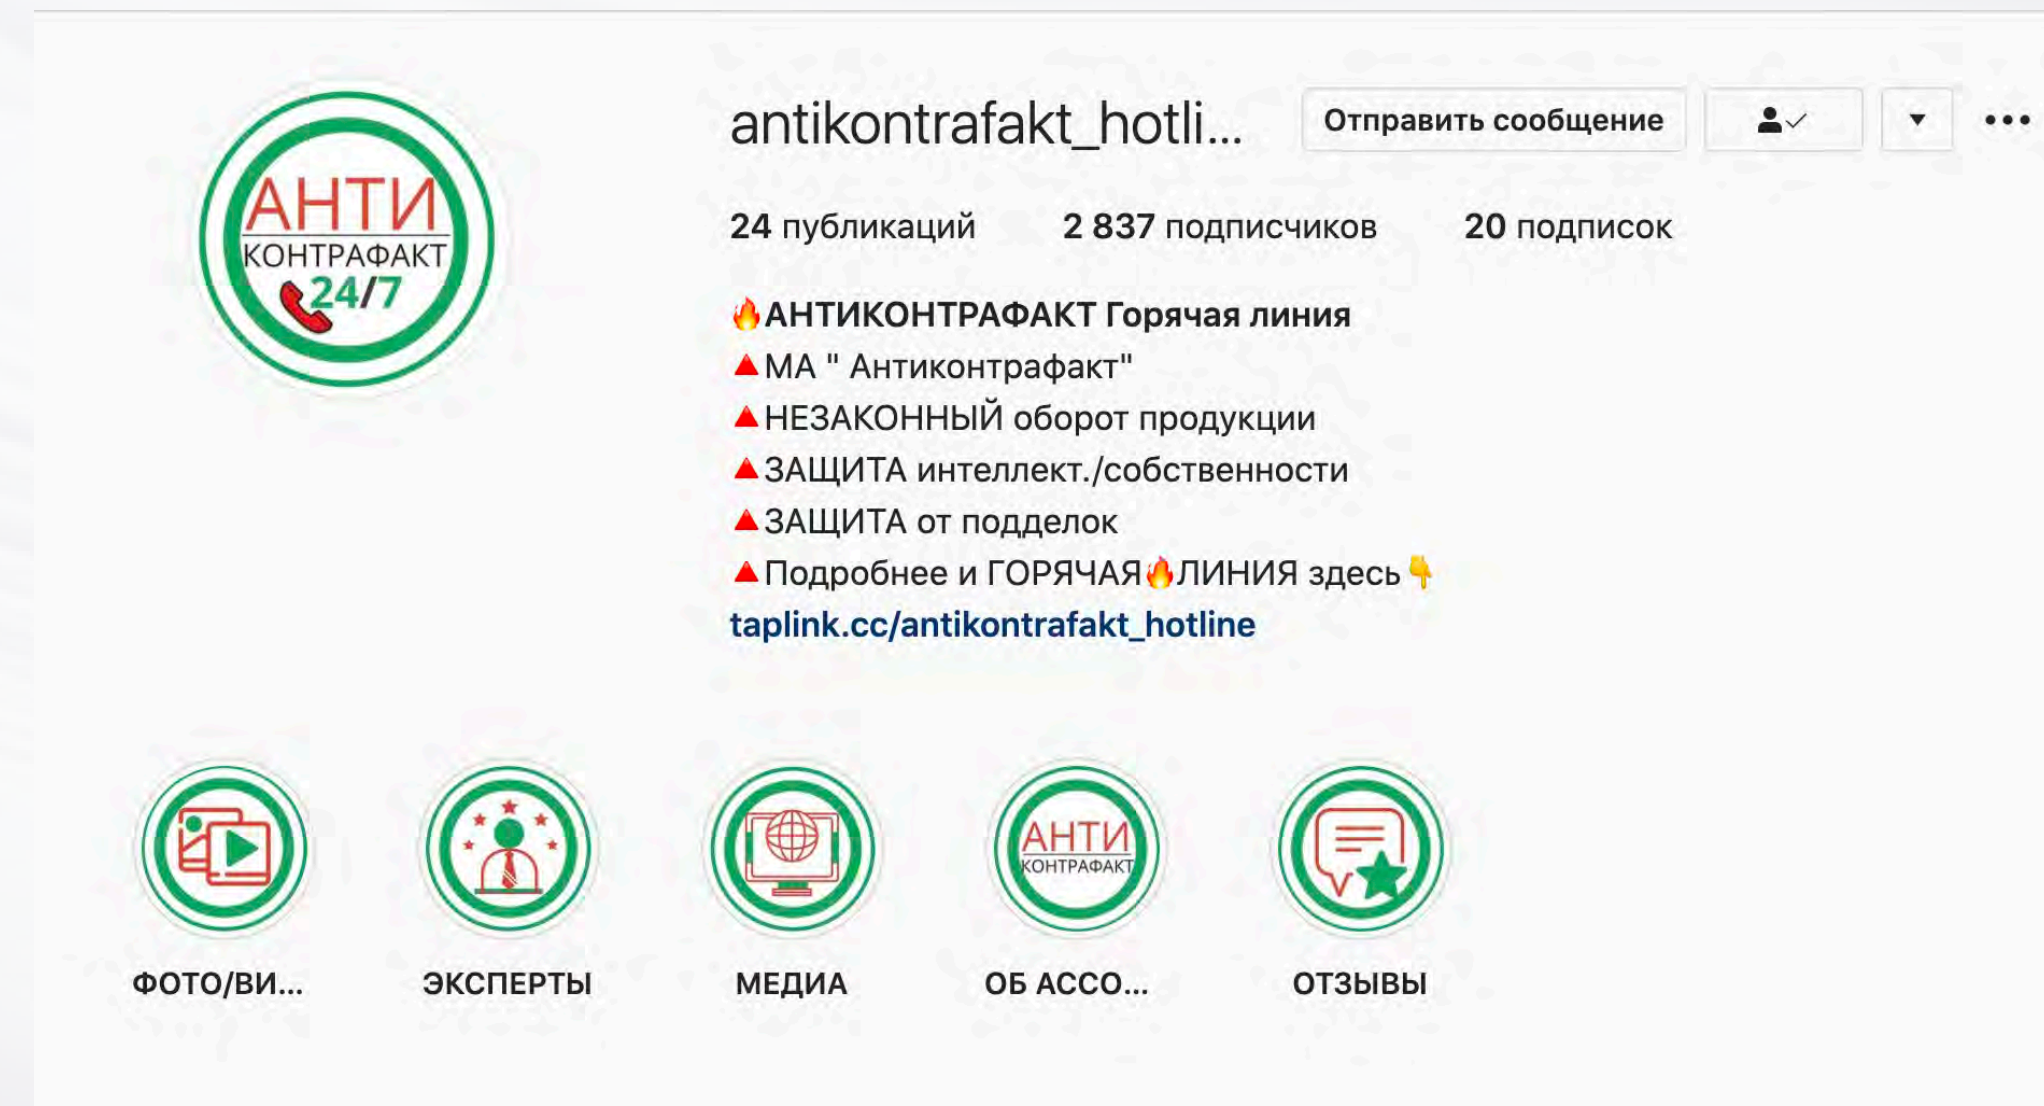 АНТИ
КОНТРАФАКТ
24/7
antikontrafakt_hotli...
Отправить сообщение
24 публикаций 2 837 подписчиков 20 подписок
🔥АНТИКОНТРАФАКТ Горячая линия
🔺МА " Антиконтрафакт"
🔺НЕЗАКОННЫЙ оборот продукции
🔺ЗАЩИТА интеллект./собственности
🔺ЗАЩИТА от подделок
🔺Подробнее и ГОРЯЧАЯ🔥ЛИНИЯ здесь👇
taplink.cc/antikontrafakt_hotline
АНТИ
КОНТРАФАКТ
ФОТО/ВИ... ЭКСПЕРТЫ МЕДИА ОБ АССО... ОТЗЫВЫ